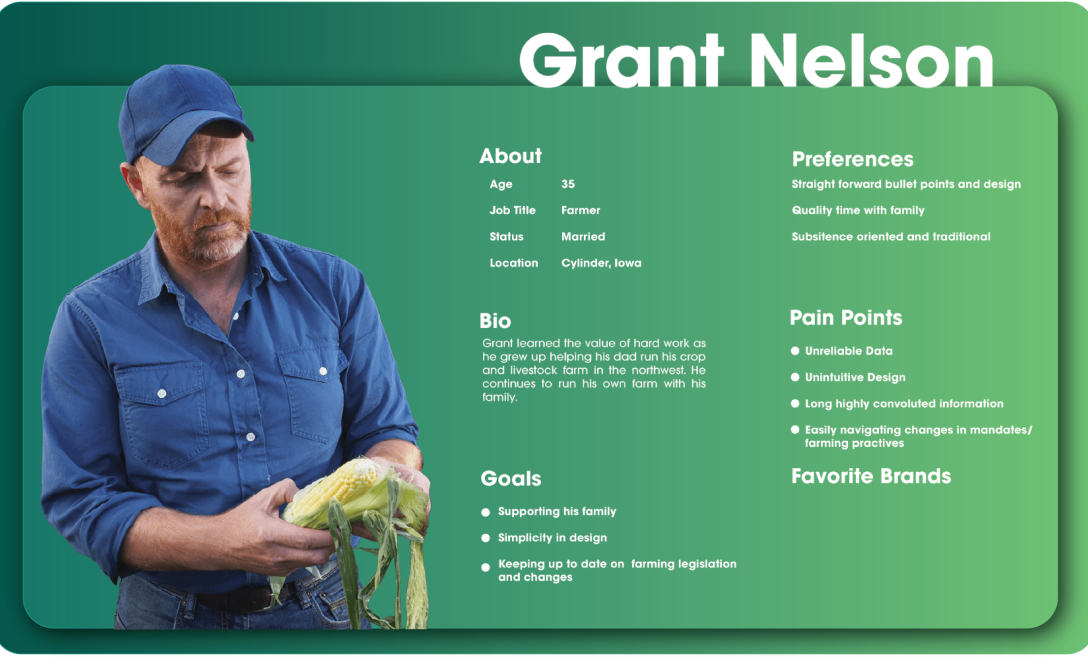 Grant Nelson
About
Age 35
Job Title Farmer
Status Married
Location Cylinder, Iowa
Bio
Grant learned the value of hard work as
he grew up helping his dad run his crop
and livestock farm in the northwest. He
continues to run his own farm with his
family.
Goals
Supporting his family
Simplicity in design
Keeping up to date on farming legislation
and changes
Preferences
Straight forward bullet points and design
Quality time with family
Subsitence oriented and traditional
Pain Points
Unreliable Data
Unintuitive Design
Long highly convoluted information
Easily navigating changes in mandates/
farming practives
Favorite Brands